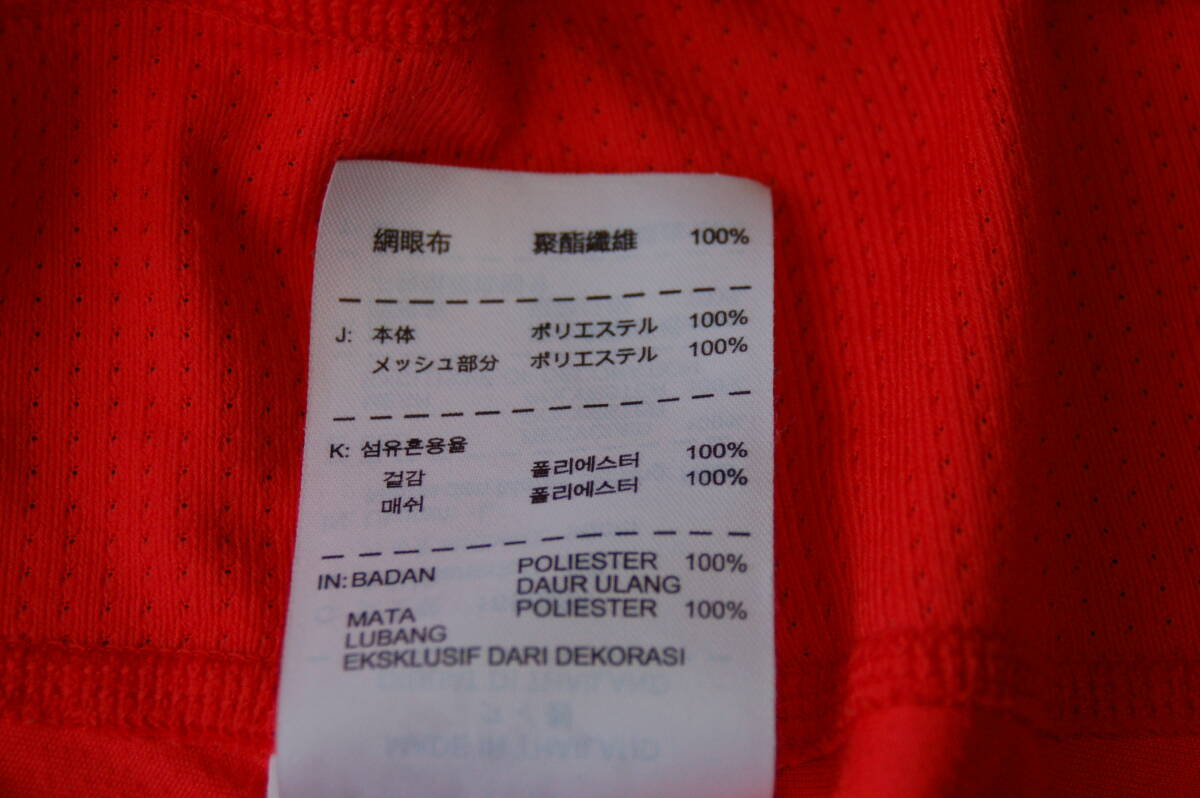 網眼布 聚酯纖維 100%
J: 本体 ポリエステル 100%
メッシュ部分 ポリエステル 100%
K: 섬유혼용율
겉감 폴리에스터 100%
매쉬 폴리에스터 100%
IN: BADAN POLIESTER 100%
DAUR ULANG
MATA POLIESTER 100%
LUBANG
EKSKLUSIF DARI DEKORASI